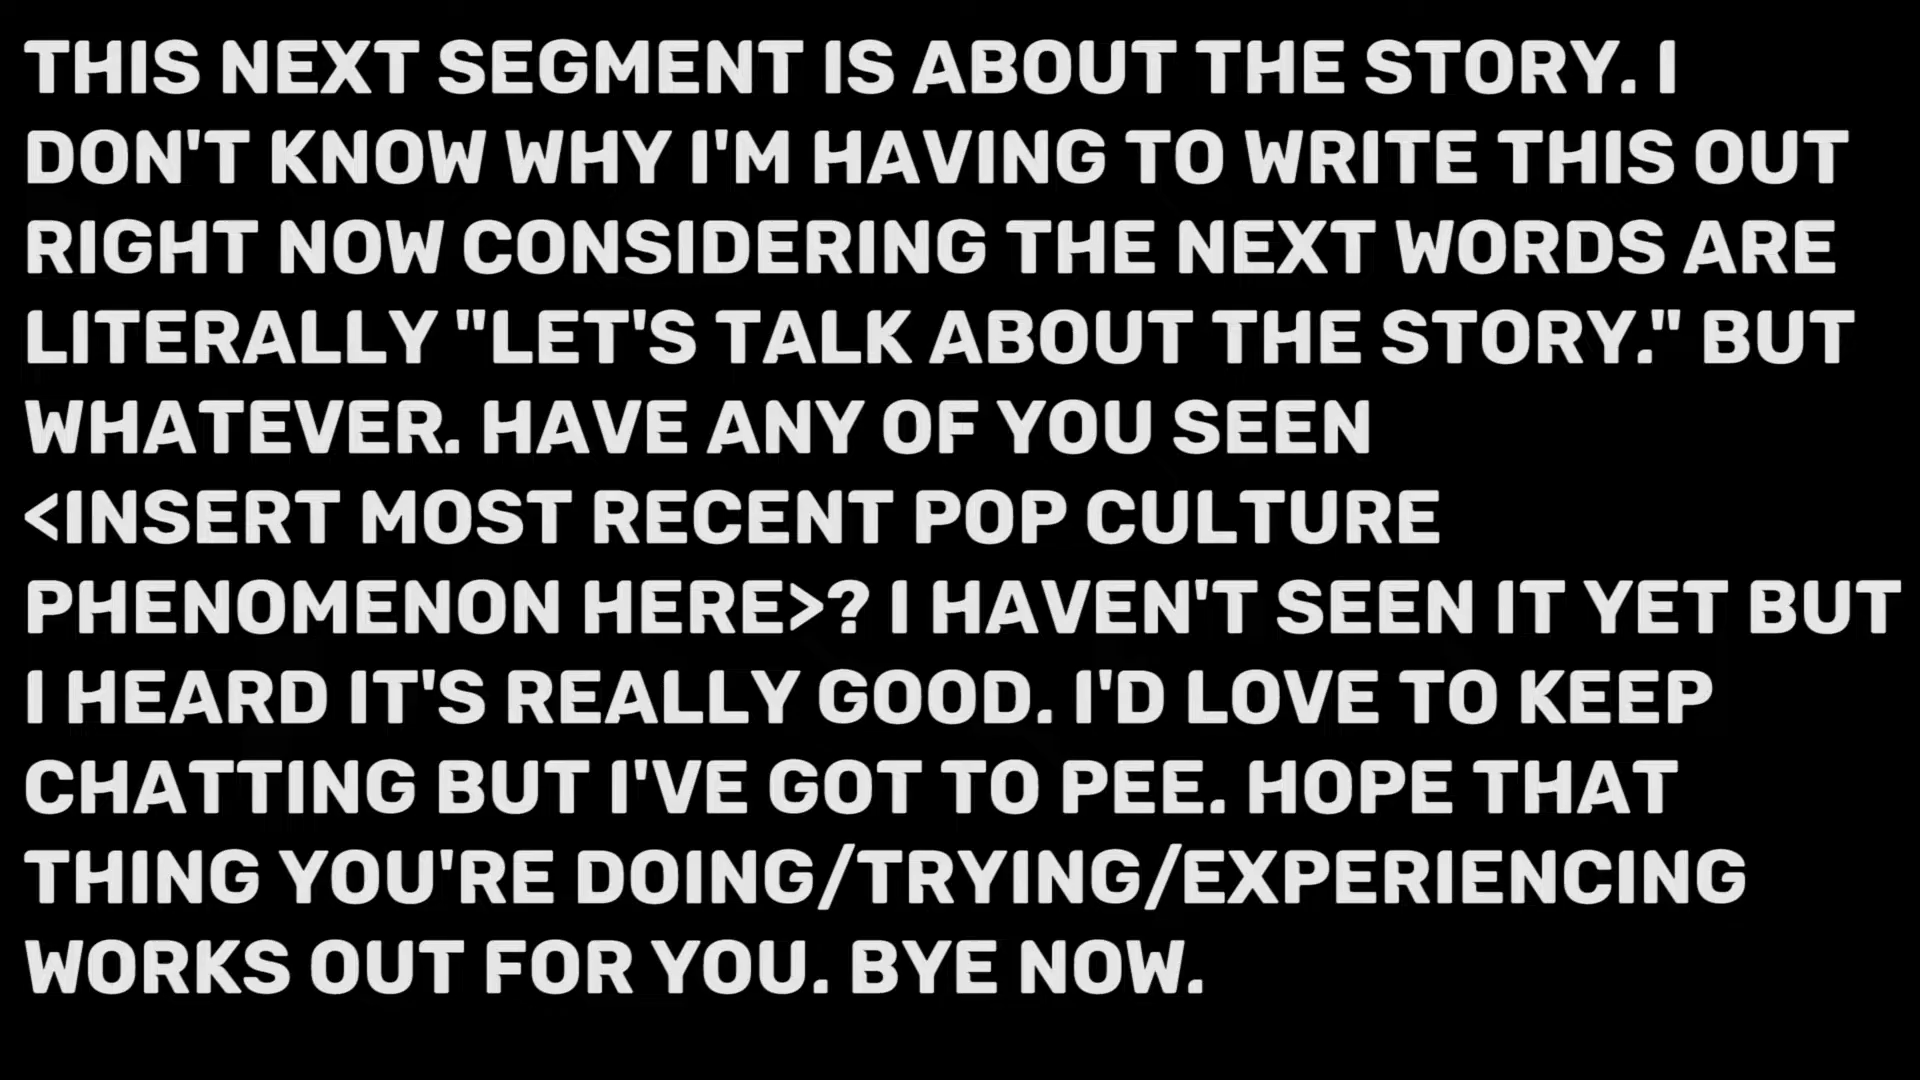 THIS NEXT SEGMENT IS ABOUT THE STORY. I
DON'T KNOW WHY I'M HAVING TO WRITE THIS OUT
RIGHT NOW CONSIDERING THE NEXT WORDS ARE
LITERALLY "LET'S TALK ABOUT THE STORY." BUT
WHATEVER. HAVE ANY OF YOU SEEN
<INSERT MOST RECENT POP CULTURE
PHENOMENON HERE>? I HAVEN'T SEEN IT YET BUT
I HEARD IT'S REALLY GOOD. I'D LOVE TO KEEP
CHATTING BUT I'VE GOT TO PEE. HOPE THAT
THING YOU'RE DOING/TRYING/EXPERIENCING
WORKS OUT FOR YOU. BYE NOW.